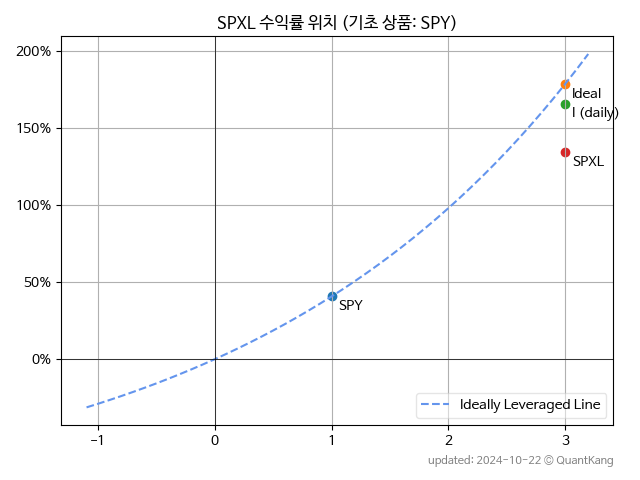 SPXL 수익률 위치 (기초 상품: SPY)
200%
150%
100%
50%
0%
Ideal
I (daily)
SPXL
SPY
Ideally Leveraged Line
-1 0 1 2 3
updated: 2024-10-22 © QuantKang